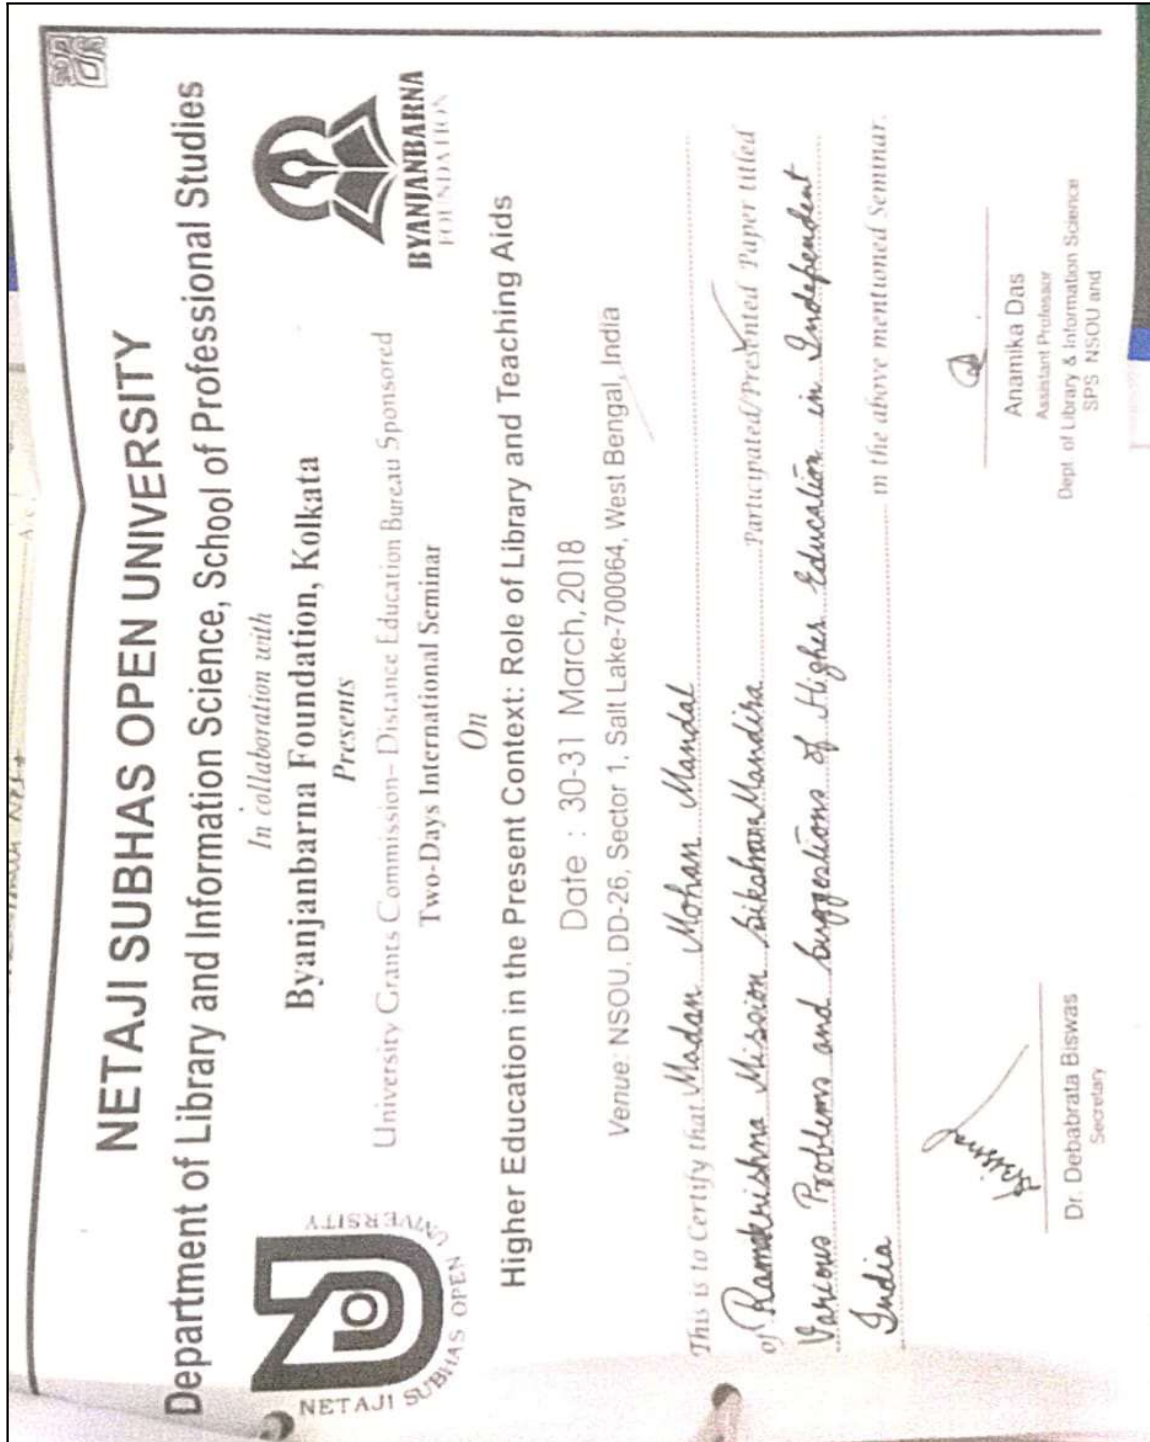 NETAJI SUBHAS OPEN UNIVERSITY
Department of Library and Information Science, School of Professional Studies
In collaboration with
Byanjanbarna Foundation, Kolkata
Presents
University Grants Commission– Distance Education Bureau Sponsored
Two-Days International Seminar
On
Higher Education in the Present Context: Role of Library and Teaching Aids
Date : 30-31 March, 2018
Venue: NSOU, DD-26, Sector 1, Salt Lake-700064, West Bengal, India
NETAJI SUBHAS OPEN UNIVERSITY
BYANJANBARNA
FOUNDATION
This is to Certify that Madan Mohan Mandal
of Ramakrishna Mission Sikshanamandira Participated/Presented Paper titled
Various Problems and Suggestions of Higher Education in Independent
India in the above mentioned Seminar.
Dr. Debabrata Biswas
Secretary
Anamika Das
Assistant Professor
Dept. of Library & Information Science
SPS NSOU and